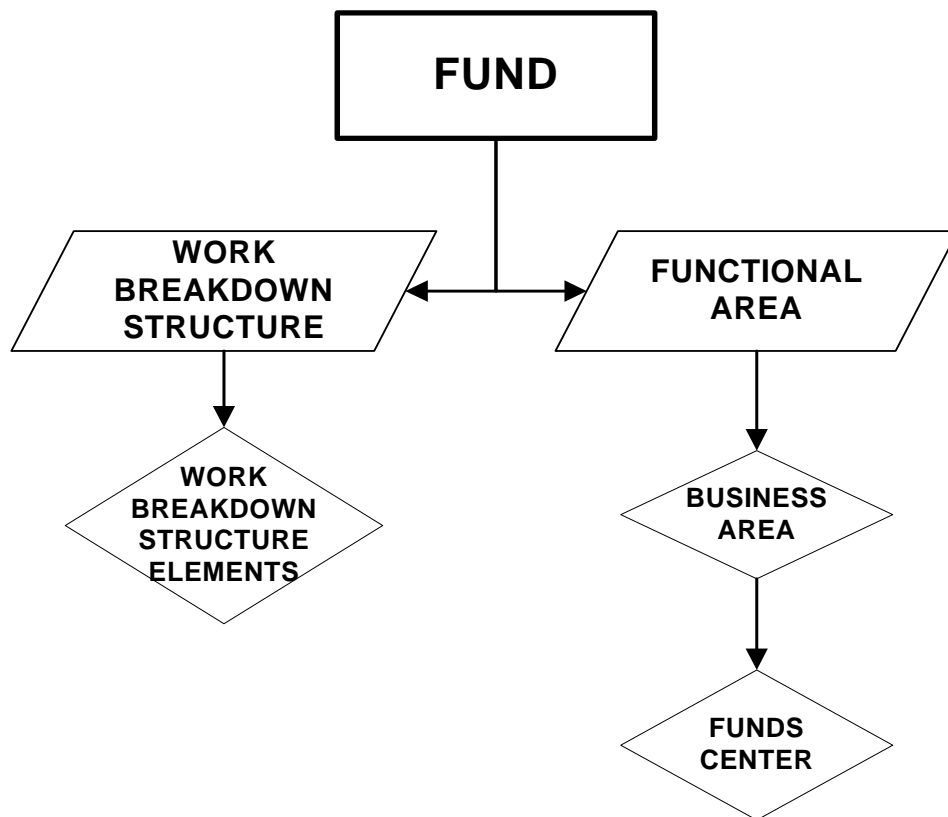 FUND
WORK
BREAKDOWN
STRUCTURE
FUNCTIONAL
AREA
WORK
BREAKDOWN
STRUCTURE
ELEMENTS
BUSINESS
AREA
FUNDS
CENTER